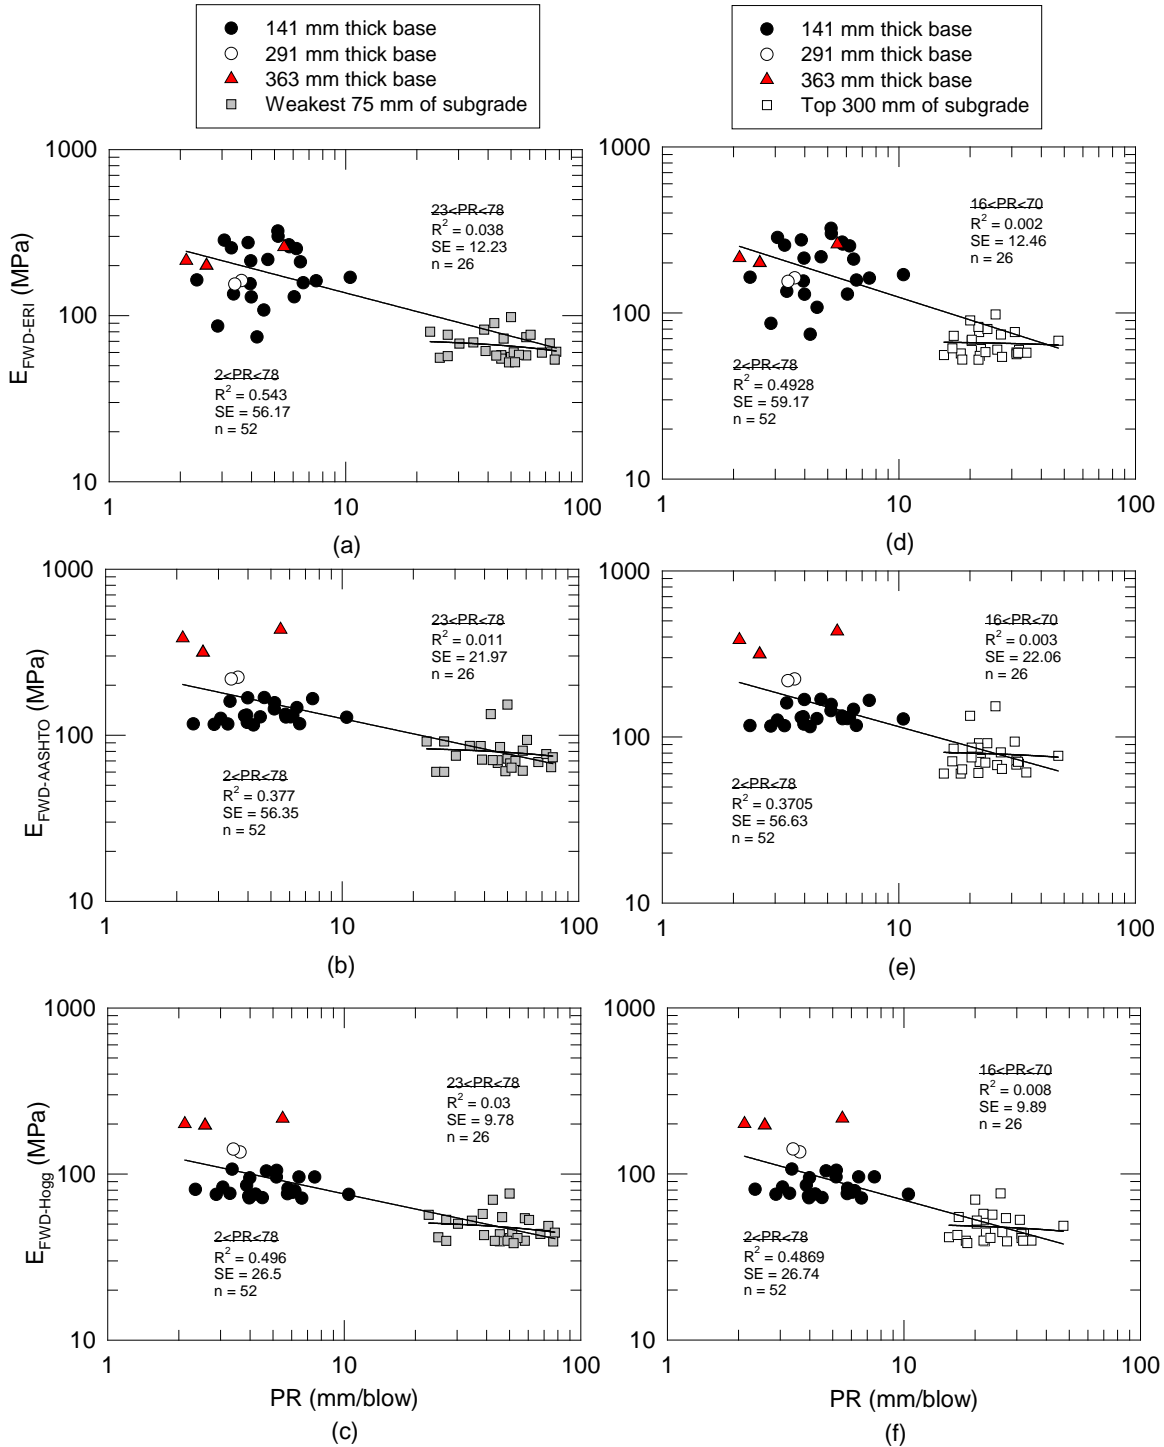 141 mm thick base
291 mm thick base
363 mm thick base
Weakest 75 mm of subgrade
141 mm thick base
291 mm thick base
363 mm thick base
Top 300 mm of subgrade
E_FWD-ERI (MPa)
1000
100
10
23<PR<78
R² = 0.038
SE = 12.23
n = 26
2<PR<78
R² = 0.543
SE = 56.17
n = 52
1 10 100
(a)
1000
100
10
16<PR<70
R² = 0.002
SE = 12.46
n = 26
2<PR<78
R² = 0.4928
SE = 59.17
n = 52
1 10 100
(d)
E_FWD-AASHTO (MPa)
1000
100
10
23<PR<78
R² = 0.011
SE = 21.97
n = 26
2<PR<78
R² = 0.377
SE = 56.35
n = 52
1 10 100
(b)
1000
100
10
16<PR<70
R² = 0.003
SE = 22.06
n = 26
2<PR<78
R² = 0.3705
SE = 56.63
n = 52
1 10 100
(e)
E_FWD-Hogg (MPa)
1000
100
10
23<PR<78
R² = 0.03
SE = 9.78
n = 26
2<PR<78
R² = 0.496
SE = 26.5
n = 52
1 10 100
PR (mm/blow)
(c)
1000
100
10
16<PR<70
R² = 0.008
SE = 9.89
n = 26
2<PR<78
R² = 0.4869
SE = 26.74
n = 52
1 10 100
PR (mm/blow)
(f)